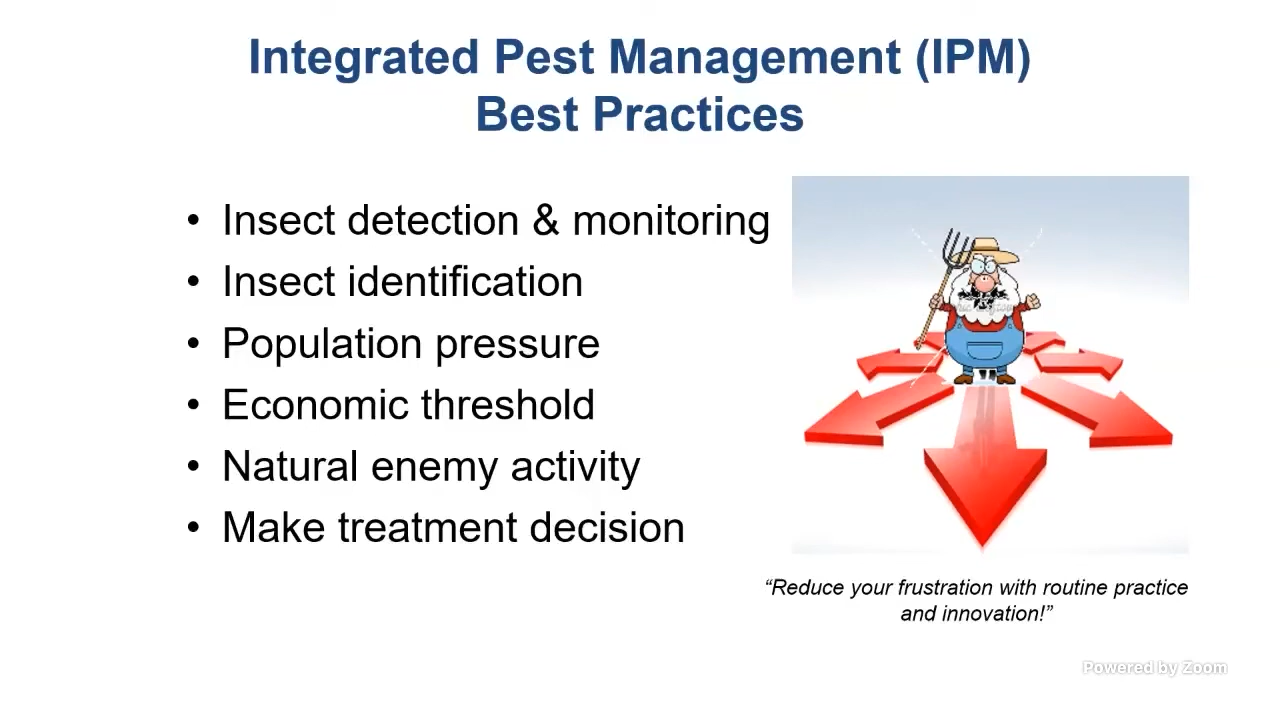 Integrated Pest Management (IPM)
Best Practices
• Insect detection & monitoring
• Insect identification
• Population pressure
• Economic threshold
• Natural enemy activity
• Make treatment decision
“Reduce your frustration with routine practice
and innovation!”
Powered by Zoom